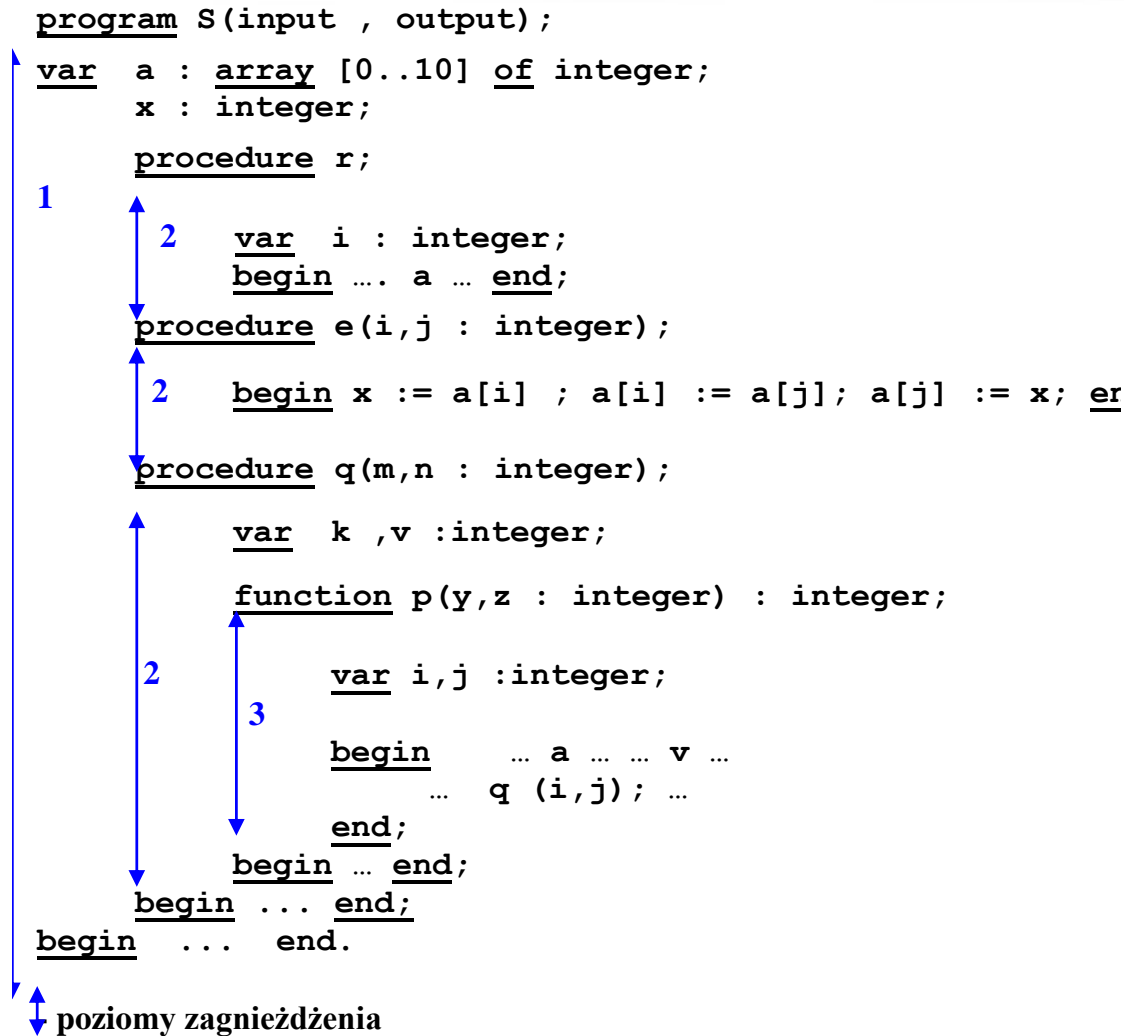 program S(input , output);
var a : array [0..10] of integer;
x : integer;
procedure r;
1
2 var i : integer;
begin …. a … end;
procedure e(i,j : integer);
2 begin x := a[i] ; a[i] := a[j]; a[j] := x; en
procedure q(m,n : integer);
var k ,v :integer;
function p(y,z : integer) : integer;
2 var i,j :integer;
3
begin … a … … v …
… q (i,j); …
end;
begin … end;
begin ... end;
begin ... end.
- poziomy zagnieżdżenia